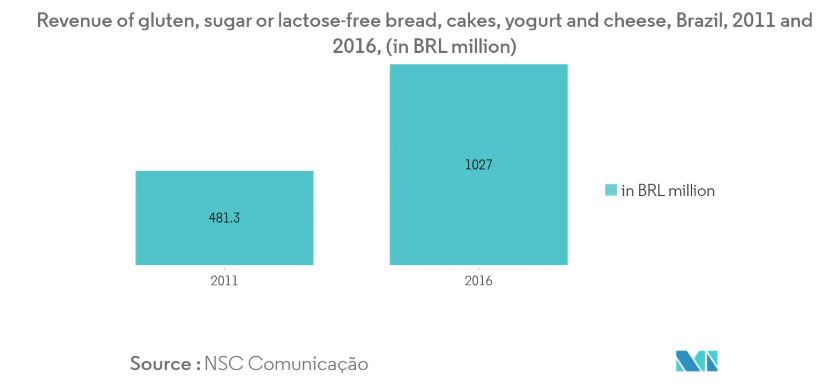 Revenue of gluten, sugar or lactose-free bread, cakes, yogurt and cheese, Brazil, 2011 and
2016, (in BRL million)
1027
481.3
in BRL million
2011
2016
Source : NSC Comunicação